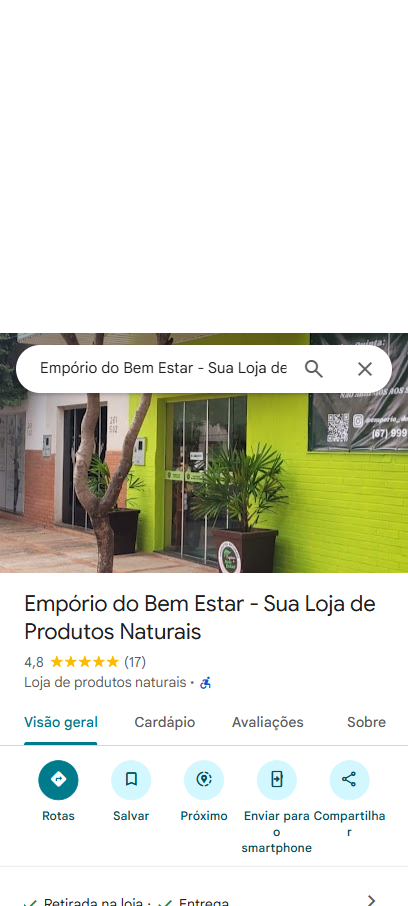 Quinta:
Empório do Bem Estar - Sua Loja de
(67) 999
Empório do Bem Estar - Sua Loja de
Produtos Naturais
4,8 (17)
Loja de produtos naturais ·
Visão geral Cardápio Avaliações Sobre
Rotas Salvar Próximo Enviar para Compartilha
o r
smartphone
Retirada na loja · Entrega